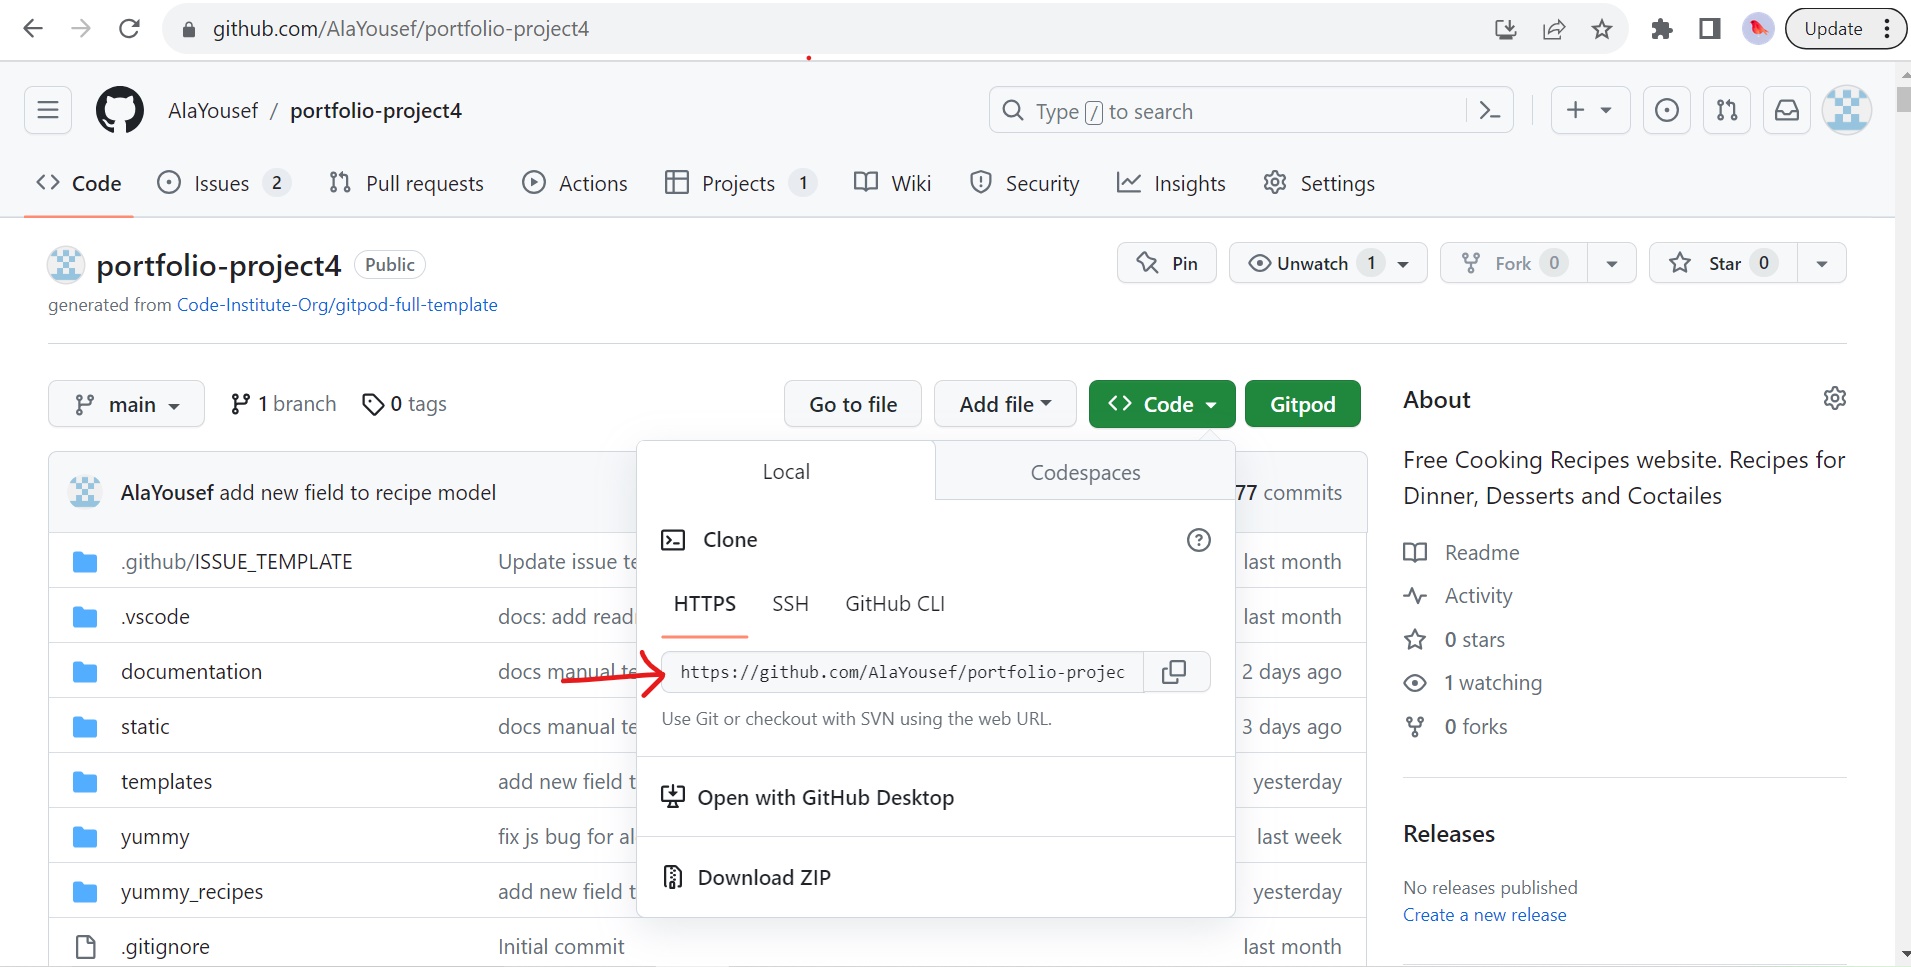 github.com/AlaYousef/portfolio-project4
Update
AlaYousef / portfolio-project4
Type / to search
Code
Issues 2
Pull requests
Actions
Projects 1
Wiki
Security
Insights
Settings
portfolio-project4 Public
Pin
Unwatch 1
Fork 0
Star 0
generated from Code-Institute-Org/gitpod-full-template
main
1 branch
0 tags
Go to file
Add file
Code
Gitpod
AlaYousef add new field to recipe model
77 commits
.github/ISSUE_TEMPLATE Update issue te last month
.vscode docs: add read last month
documentation docs manual te 2 days ago
static docs manual te 3 days ago
templates add new field t yesterday
yummy fix js bug for al last week
yummy_recipes add new field t yesterday
.gitignore Initial commit last month
Local
Codespaces
Clone
HTTPS SSH GitHub CLI
https://github.com/AlaYousef/portfolio-projec
Use Git or checkout with SVN using the web URL.
Open with GitHub Desktop
Download ZIP
About
Free Cooking Recipes website. Recipes for
Dinner, Desserts and Coctailes
Readme
Activity
0 stars
1 watching
0 forks
Releases
No releases published
Create a new release